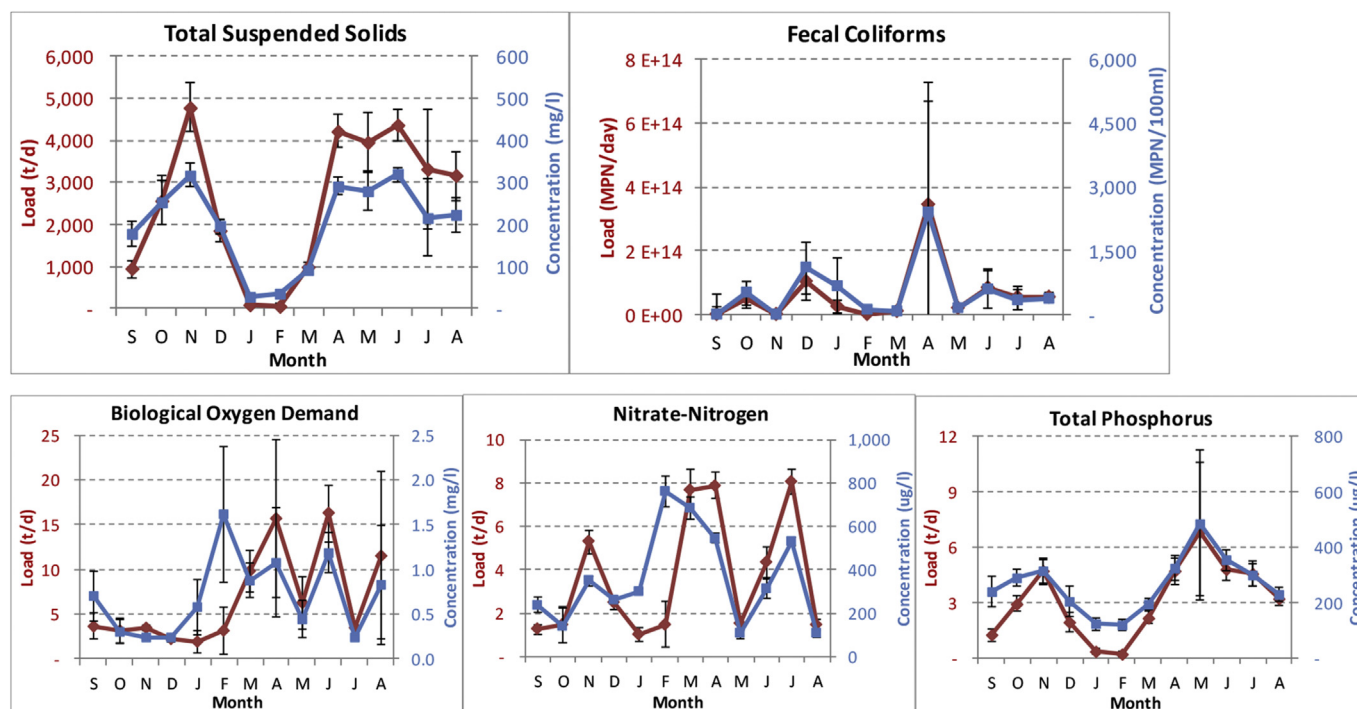 Total Suspended Solids
Load (t/d)
6,000
5,000
4,000
3,000
2,000
1,000
-
600
500
400
300
200
100
-
Concentration (mg/l)
S O N D J F M A M J J A
Month
Fecal Coliforms
Load (MPN/day)
8 E+14
6 E+14
4 E+14
2 E+14
0 E+00
6,000
4,500
3,000
1,500
-
Concentration (MPN/100ml)
S O N D J F M A M J J A
Month
Biological Oxygen Demand
Load (t/d)
25
20
15
10
5
-
2.5
2.0
1.5
1.0
0.5
0.0
Concentration (mg/l)
S O N D J F M A M J J A
Month
Nitrate-Nitrogen
Load (t/d)
10
8
6
4
2
-
1,000
800
600
400
200
0
Concentration (ug/l)
S O N D J F M A M J J A
Month
Total Phosphorus
Load (t/d)
12
9
6
3
-
800
600
400
200
-
Concentration (ug/l)
S O N D J F M A M J J A
Month